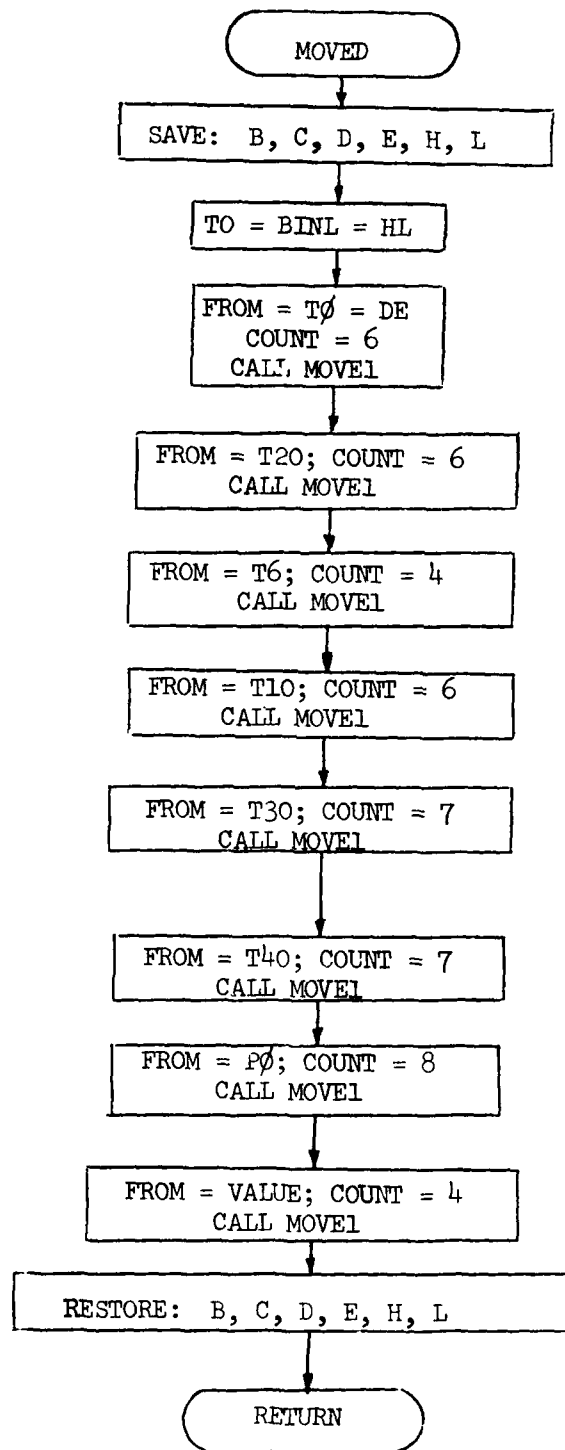 MOVED
SAVE: B, C, D, E, H, L
TO = BINL = HL
FROM = TØ = DE
COUNT = 6
CALL MOVE1
FROM = T20; COUNT = 6
CALL MOVE1
FROM = T6; COUNT = 4
CALL MOVE1
FROM = T10; COUNT = 6
CALL MOVE1
FROM = T30; COUNT = 7
CALL MOVE1
FROM = T40; COUNT = 7
CALL MOVE1
FROM = PØ; COUNT = 8
CALL MOVE1
FROM = VALUE; COUNT = 4
CALL MOVE1
RESTORE: B, C, D, E, H, L
RETURN